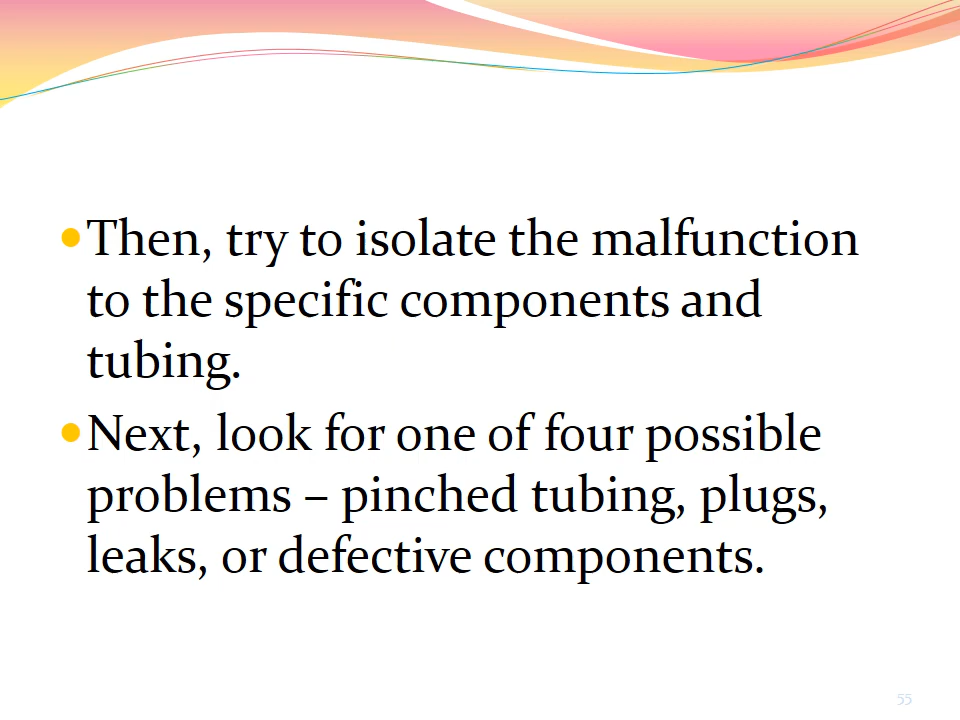 Then, try to isolate the malfunction
to the specific components and
tubing.
Next, look for one of four possible
problems – pinched tubing, plugs,
leaks, or defective components.
55